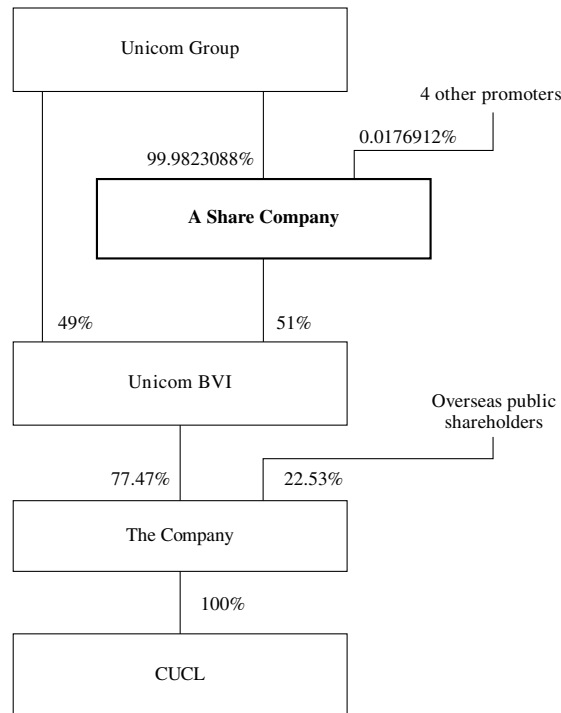 Unicom Group
4 other promoters
0.0176912%
99.9823088%
A Share Company
49%
51%
Unicom BVI
Overseas public
shareholders
77.47%
22.53%
The Company
100%
CUCL